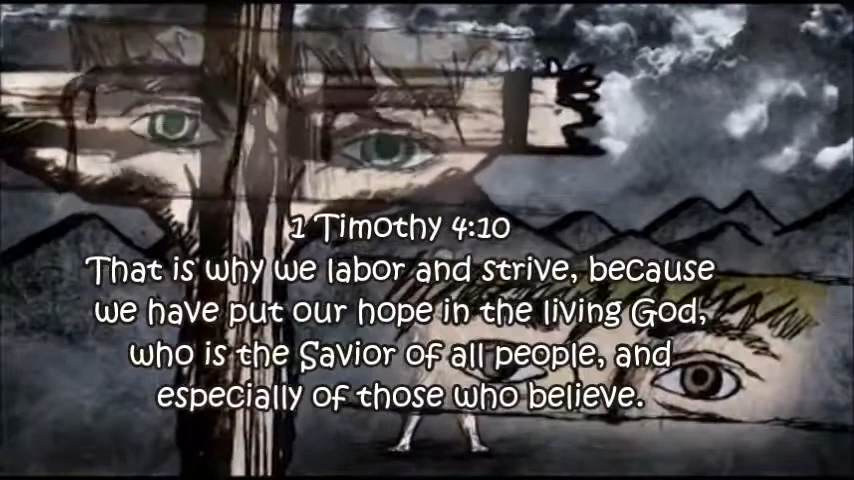 1 Timothy 4:10
That is why we labor and strive, because
we have put our hope in the living God,
who is the Savior of all people, and
especially of those who believe.